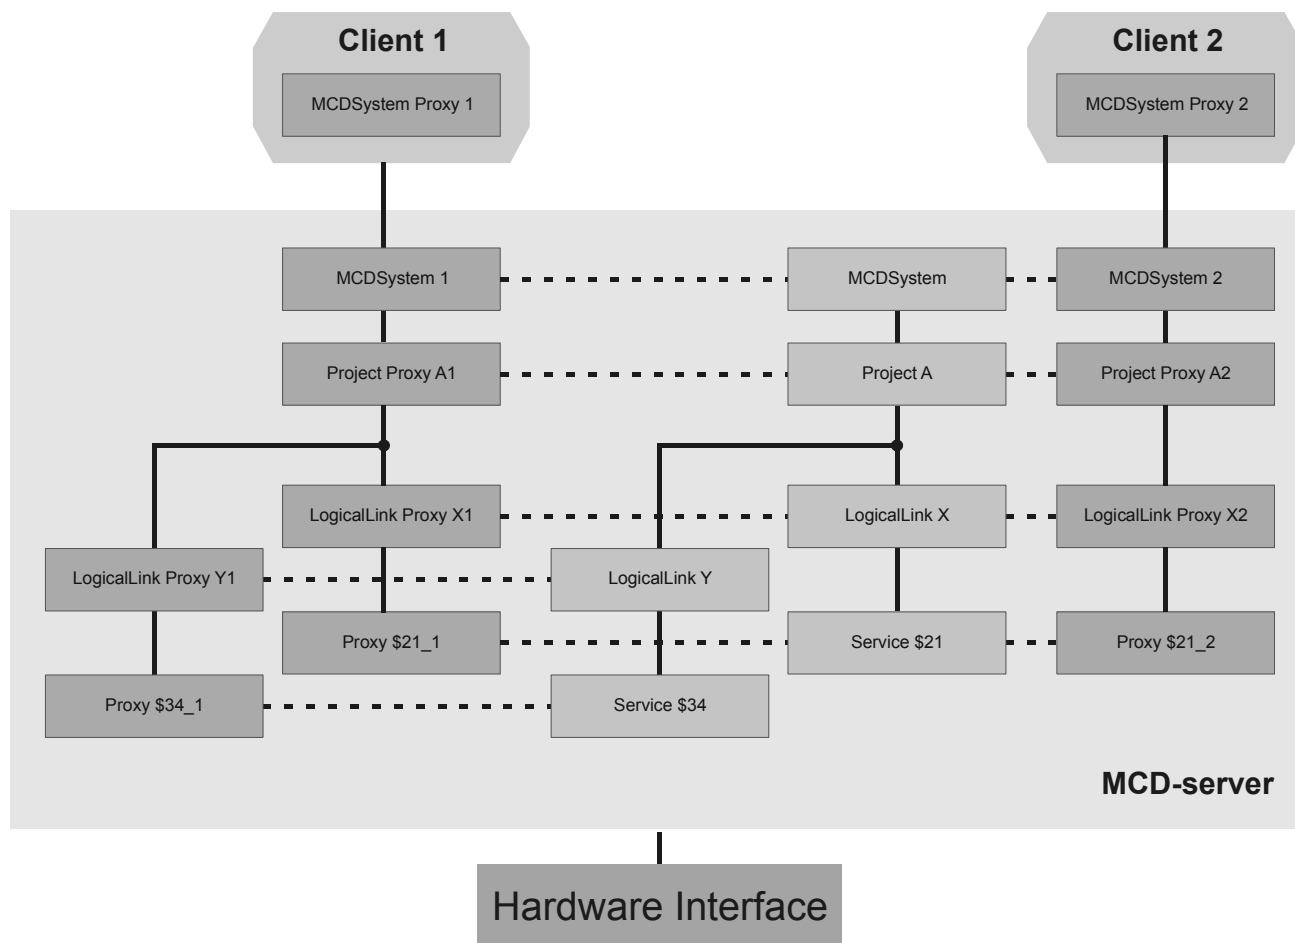 Client 1
Client 2
MCDSystem Proxy 1
MCDSystem Proxy 2
MCDSystem 1
MCDSystem
MCDSystem 2
Project Proxy A1
Project A
Project Proxy A2
LogicalLink Proxy X1
LogicalLink X
LogicalLink Proxy X2
LogicalLink Proxy Y1
LogicalLink Y
Proxy $21_1
Service $21
Proxy $21_2
Proxy $34_1
Service $34
MCD-server
Hardware Interface